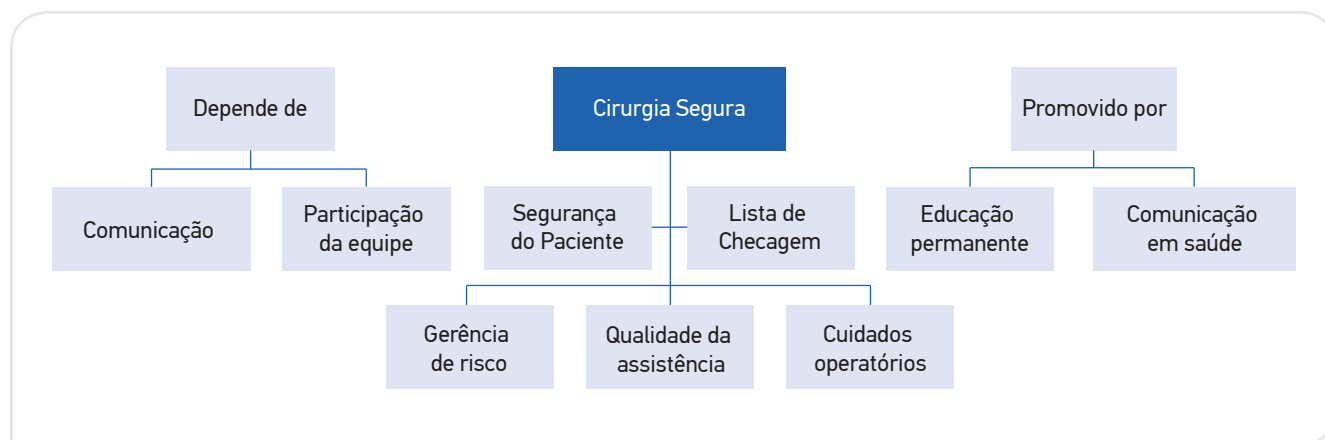 Depende de
Cirurgia Segura
Promovido por
Comunicação
Participação
da equipe
Segurança
do Paciente
Lista de
Checagem
Educação
permanente
Comunicação
em saúde
Gerência
de risco
Qualidade da
assistência
Cuidados
operatórios